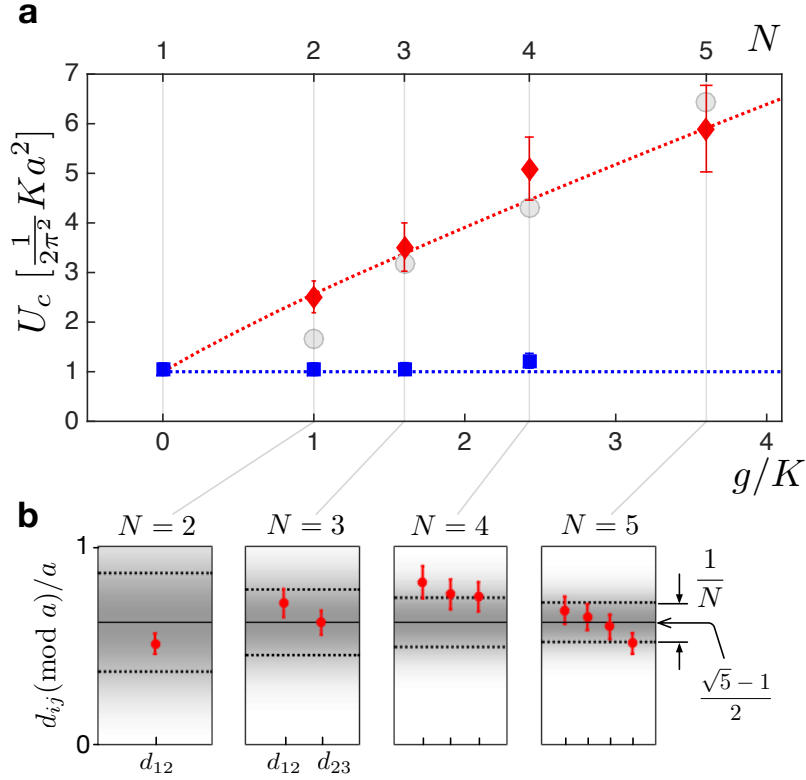 a
1 2 3 4 5 N
7
6
5
4
3
2
1
0
U_c [1/2π² Ka²]
0 1 2 3 4
g/K
b
N = 2 N = 3 N = 4 N = 5
1
0
d_ij(mod a)/a
1/N
√5 − 1/2
d_12 d_12 d_23